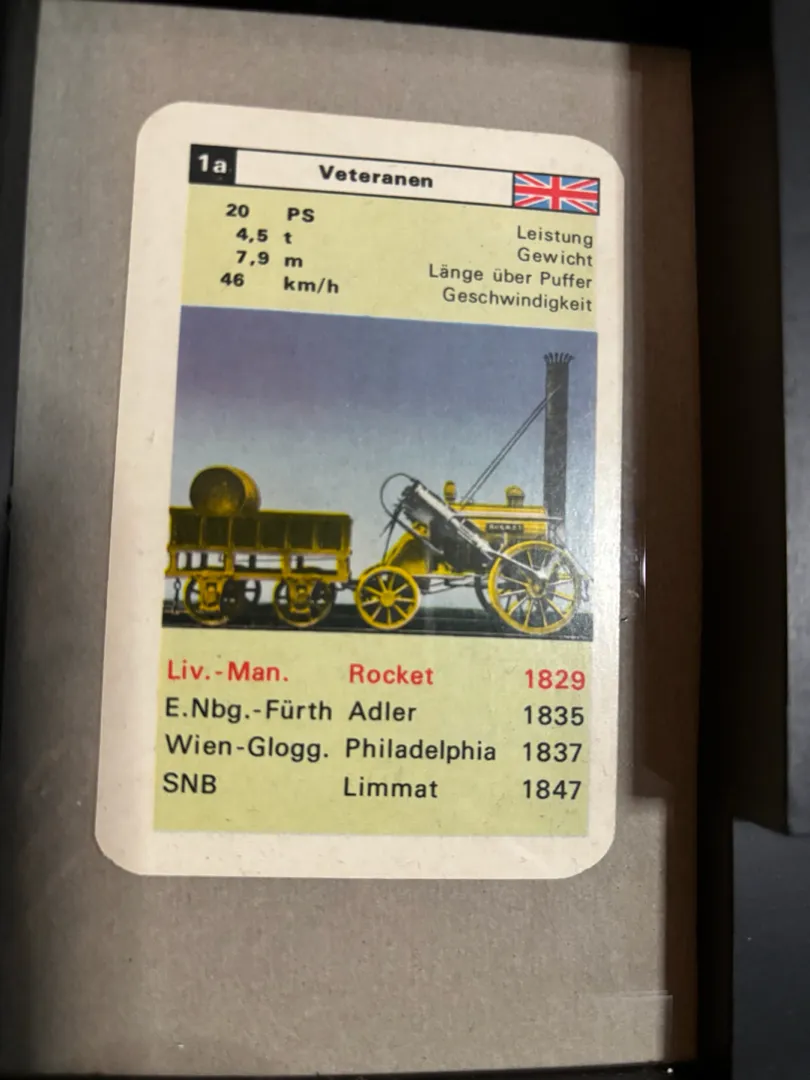 1a Veteranen
20 PS Leistung
4,5 t Gewicht
7,9 m Länge über Puffer
46 km/h Geschwindigkeit
ROCKET
Liv.-Man. Rocket 1829
E.Nbg.-Fürth Adler 1835
Wien-Glogg. Philadelphia 1837
SNB Limmat 1847